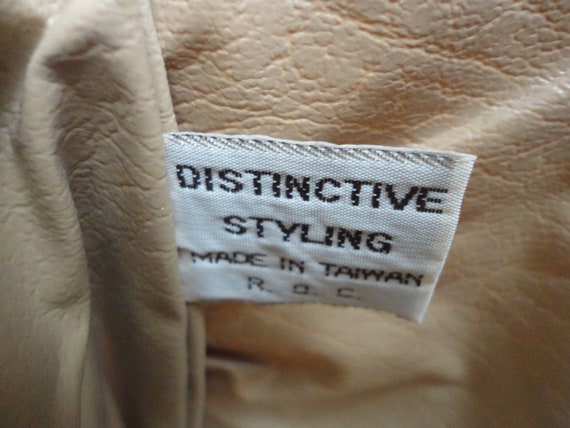 DISTINCTIVE
STYLING
MADE IN TAIWAN
R. O. C.